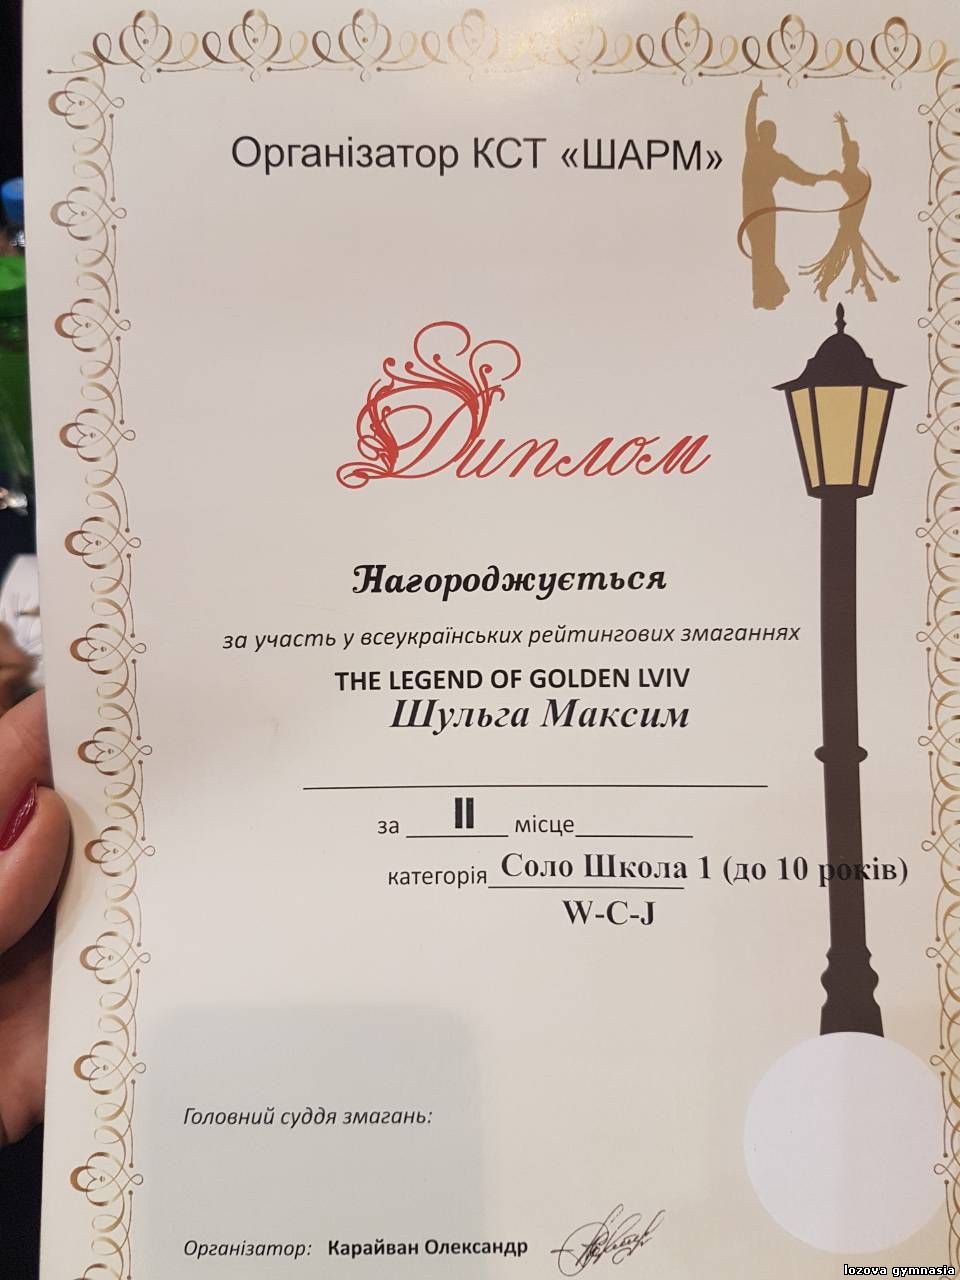 Організатор КСТ «ШАРМ»
Диплом
Нагороджується
за участь у всеукраїнських рейтингових змаганнях
THE LEGEND OF GOLDEN LVIV
Шульга Максим
за II місце
категорія Соло Школа 1 (до 10 років)
W-C-J
Головний суддя змагань:
Організатор: Карайван Олександр
lozova gymnasia